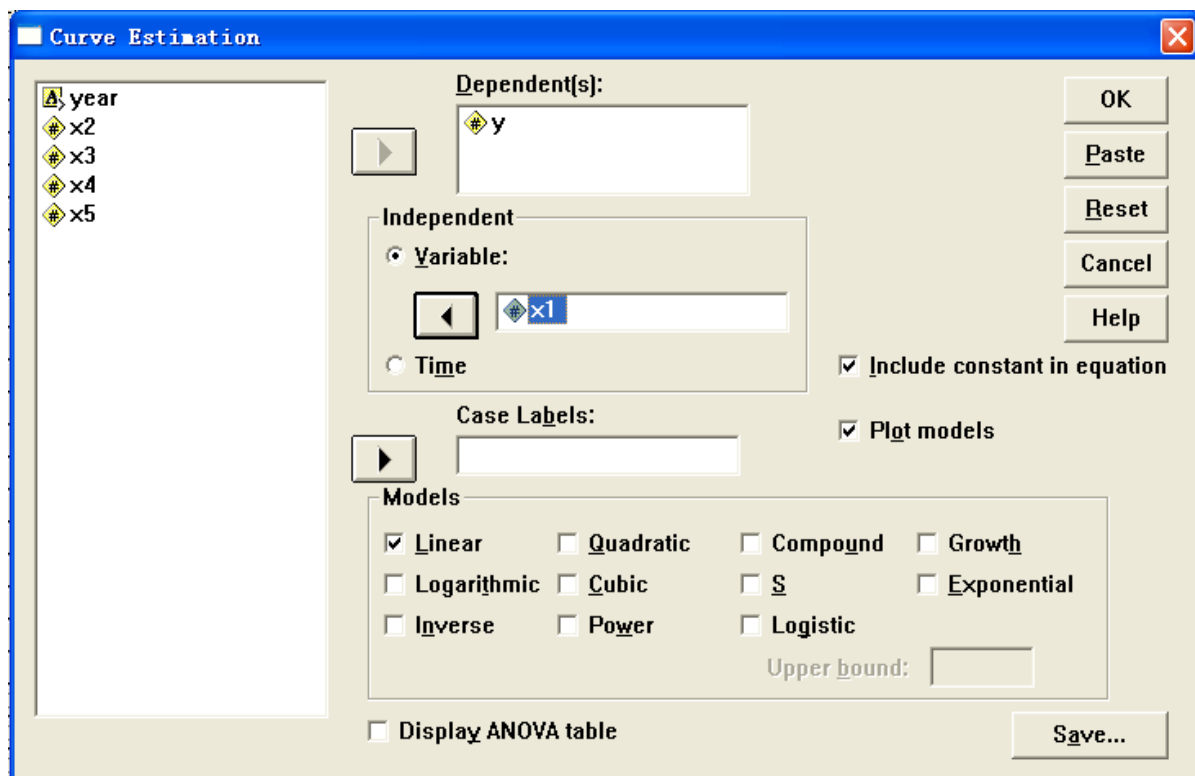 Curve Estimation
year
x2
x3
x4
x5
Dependent(s):
y
Independent
Variable:
x1
Time
Case Labels:
OK
Paste
Reset
Cancel
Help
Include constant in equation
Plot models
Models
Linear Quadratic Compound Growth
Logarithmic Cubic S Exponential
Inverse Power Logistic
Upper bound:
Display ANOVA table
Save...